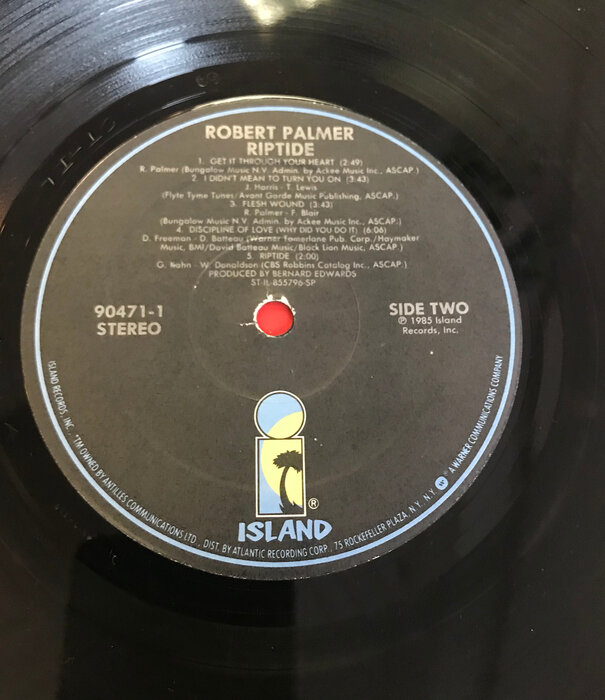 ROBERT PALMER
RIPTIDE
1. GET IT THROUGH YOUR HEART (2:49)
R. Palmer (Bungalow Music N.V. Admin. by Ackee Music Inc., ASCAP.)
2. I DIDN'T MEAN TO TURN YOU ON (3:43)
J. Harris - T. Lewis
(Flyte Tyme Tunes/Avant Garde Music Publishing, ASCAP.)
3. FLESH WOUND (3:43)
R. Palmer - F. Blair
(Bungalow Music N.V. Admin. by Ackee Music Inc., ASCAP.)
4. DISCIPLINE OF LOVE (WHY DID YOU DO IT) (6:06)
D. Freeman - D. Batteau (Warner Tamerlane Pub. Corp./Haymaker
Music, BMI/David Batteau Music/Black Lion Music, ASCAP.)
5. RIPTIDE (2:00)
G. Kahn - W. Donaldson (CBS Robbins Catalog Inc., ASCAP.)
PRODUCED BY BERNARD EDWARDS
ST-IL-855796-SP
90471-1
STEREO
SIDE TWO
℗ 1985 Island
Records, Inc.
®
ISLAND
ISLAND RECORDS, INC. *TM OWNED BY ANTILLES COMMUNICATIONS LTD., DIST. BY ATLANTIC RECORDING CORP., 75 ROCKEFELLER PLAZA, N.Y. N.Y. A WARNER COMMUNICATIONS COMPANY